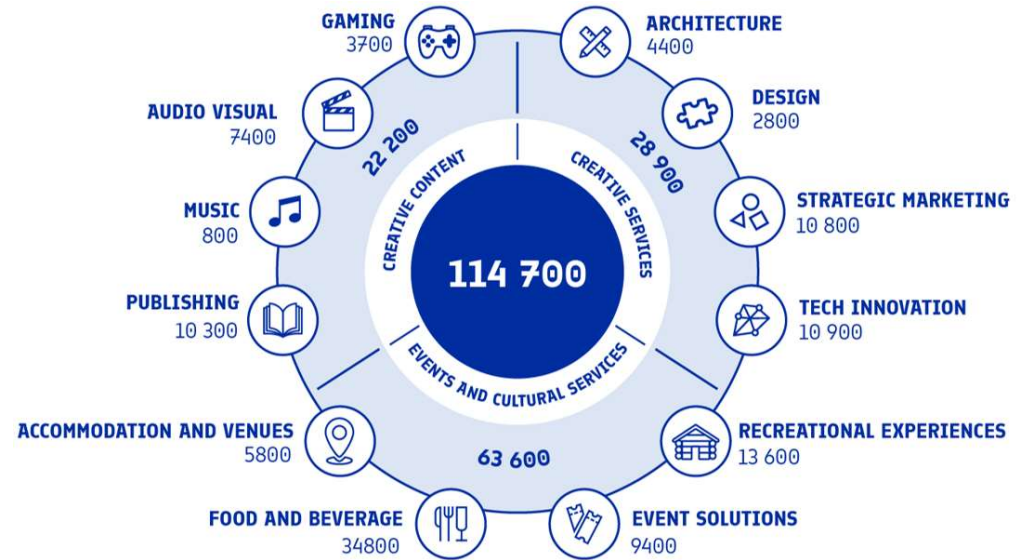 GAMING
3700
ARCHITECTURE
4400
AUDIO VISUAL
7400
DESIGN
2800
22 200
28 900
CREATIVE CONTENT
CREATIVE SERVICES
MUSIC
800
STRATEGIC MARKETING
10 800
114 700
PUBLISHING
10 300
TECH INNOVATION
10 900
EVENTS AND CULTURAL SERVICES
ACCOMMODATION AND VENUES
5800
63 600
RECREATIONAL EXPERIENCES
13 600
FOOD AND BEVERAGE
34800
EVENT SOLUTIONS
9400